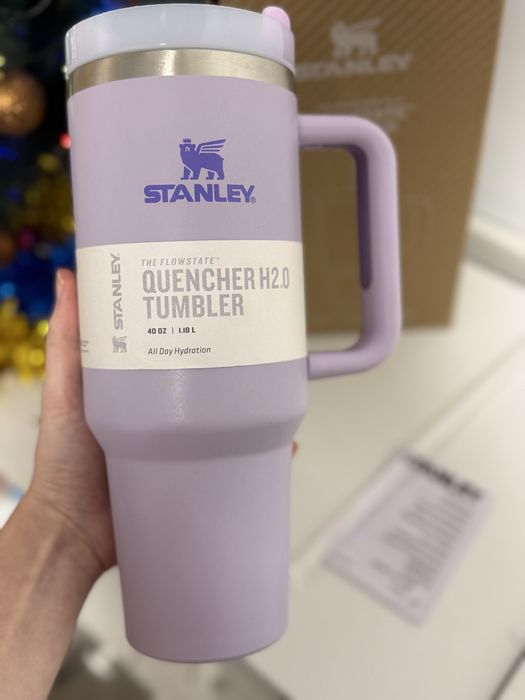 STANLEY
STANLEY®
THE FLOWSTATE™
QUENCHER H2.0
TUMBLER
40 OZ | 1.18 L
All Day Hydration
STANLEY